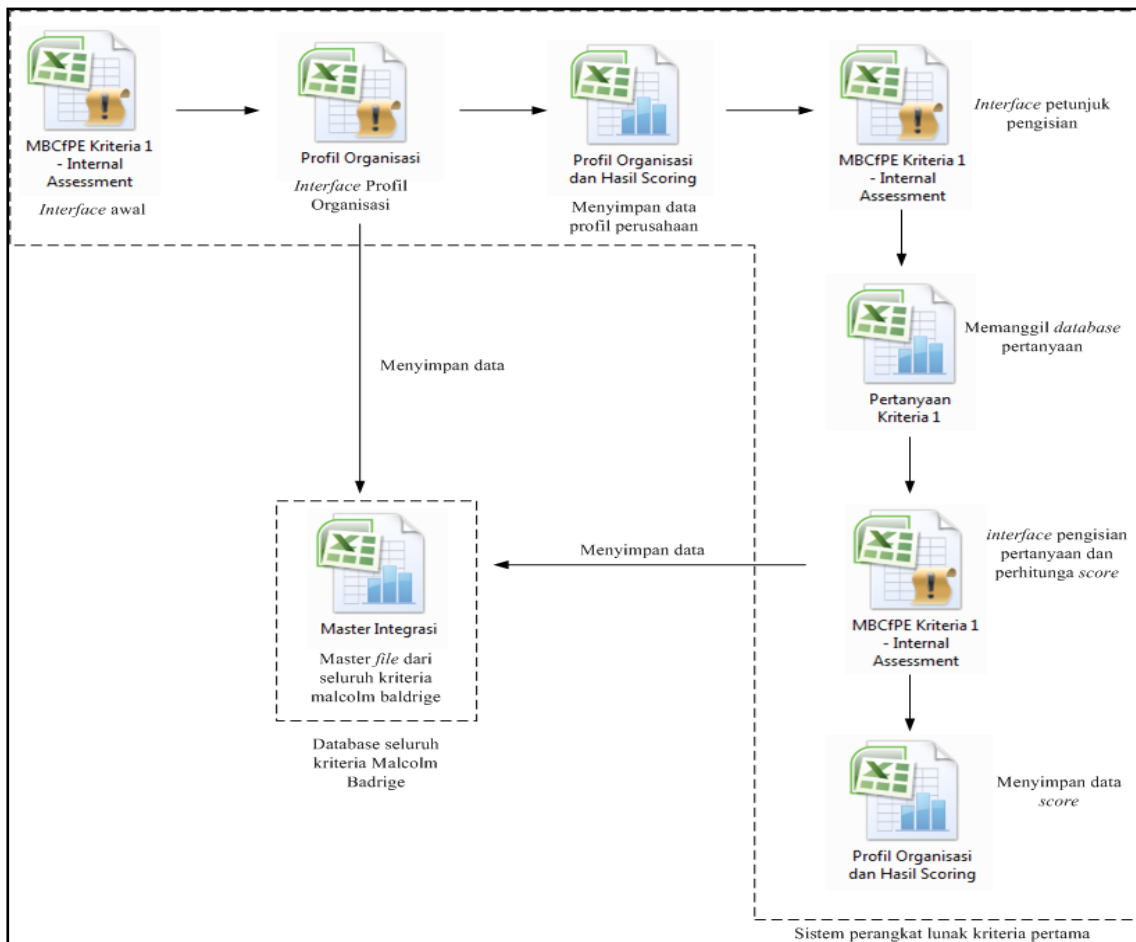 MBCfPE Kriteria 1
- Internal
Assessment
Interface awal
Profil Organisasi
Interface Profil
Organisasi
Profil Organisasi
dan Hasil Scoring
Menyimpan data
profil perusahaan
MBCfPE Kriteria 1
- Internal
Assessment
Interface petunjuk
pengisian
Memanggil database
pertanyaan
Pertanyaan
Kriteria 1
Menyimpan data
Menyimpan data
interface pengisian
pertanyaan dan
perhitunga score
MBCfPE Kriteria 1
- Internal
Assessment
Master Integrasi
Master file dari
seluruh kriteria
malcolm baldrige
Database seluruh
kriteria Malcolm
Badrige
Menyimpan data
score
Profil Organisasi
dan Hasil Scoring
Sistem perangkat lunak kriteria pertama